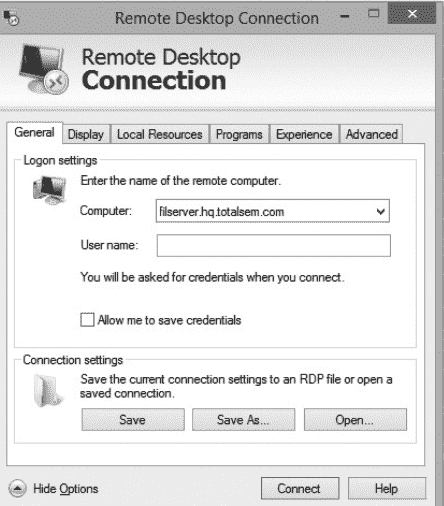 Remote Desktop Connection
Remote Desktop
Connection
General Display Local Resources Programs Experience Advanced
Logon settings
Enter the name of the remote computer.
Computer: filserver.hq.totalsem.com
User name:
You will be asked for credentials when you connect.
Allow me to save credentials
Connection settings
Save the current connection settings to an RDP file or open a
saved connection.
Save Save As... Open...
Hide Options Connect Help